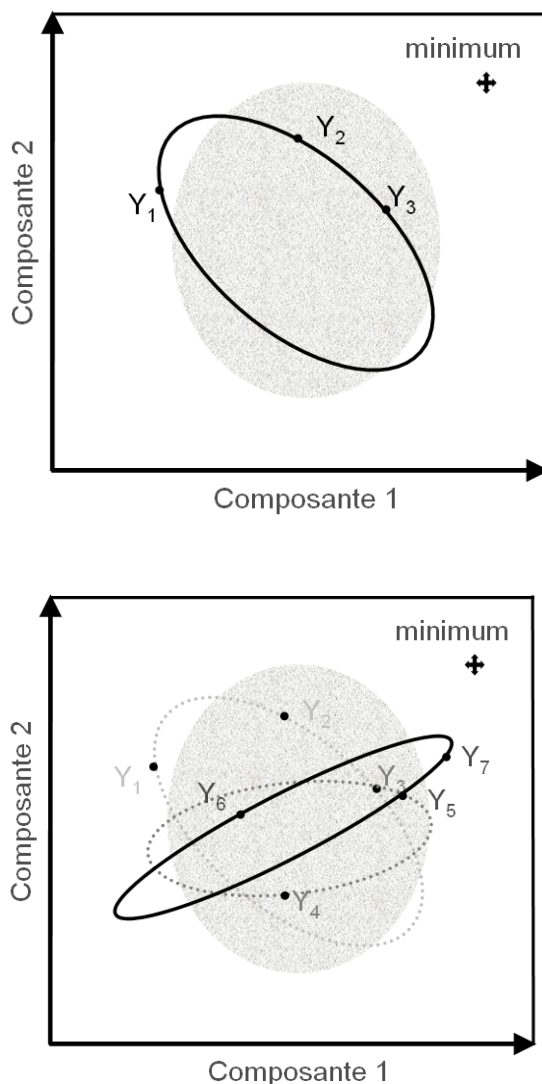 minimum
Y2
Y1
Y3
Composante 2
Composante 1
minimum
Y2
Y1
Y3
Y7
Y6
Y5
Y4
Composante 2
Composante 1